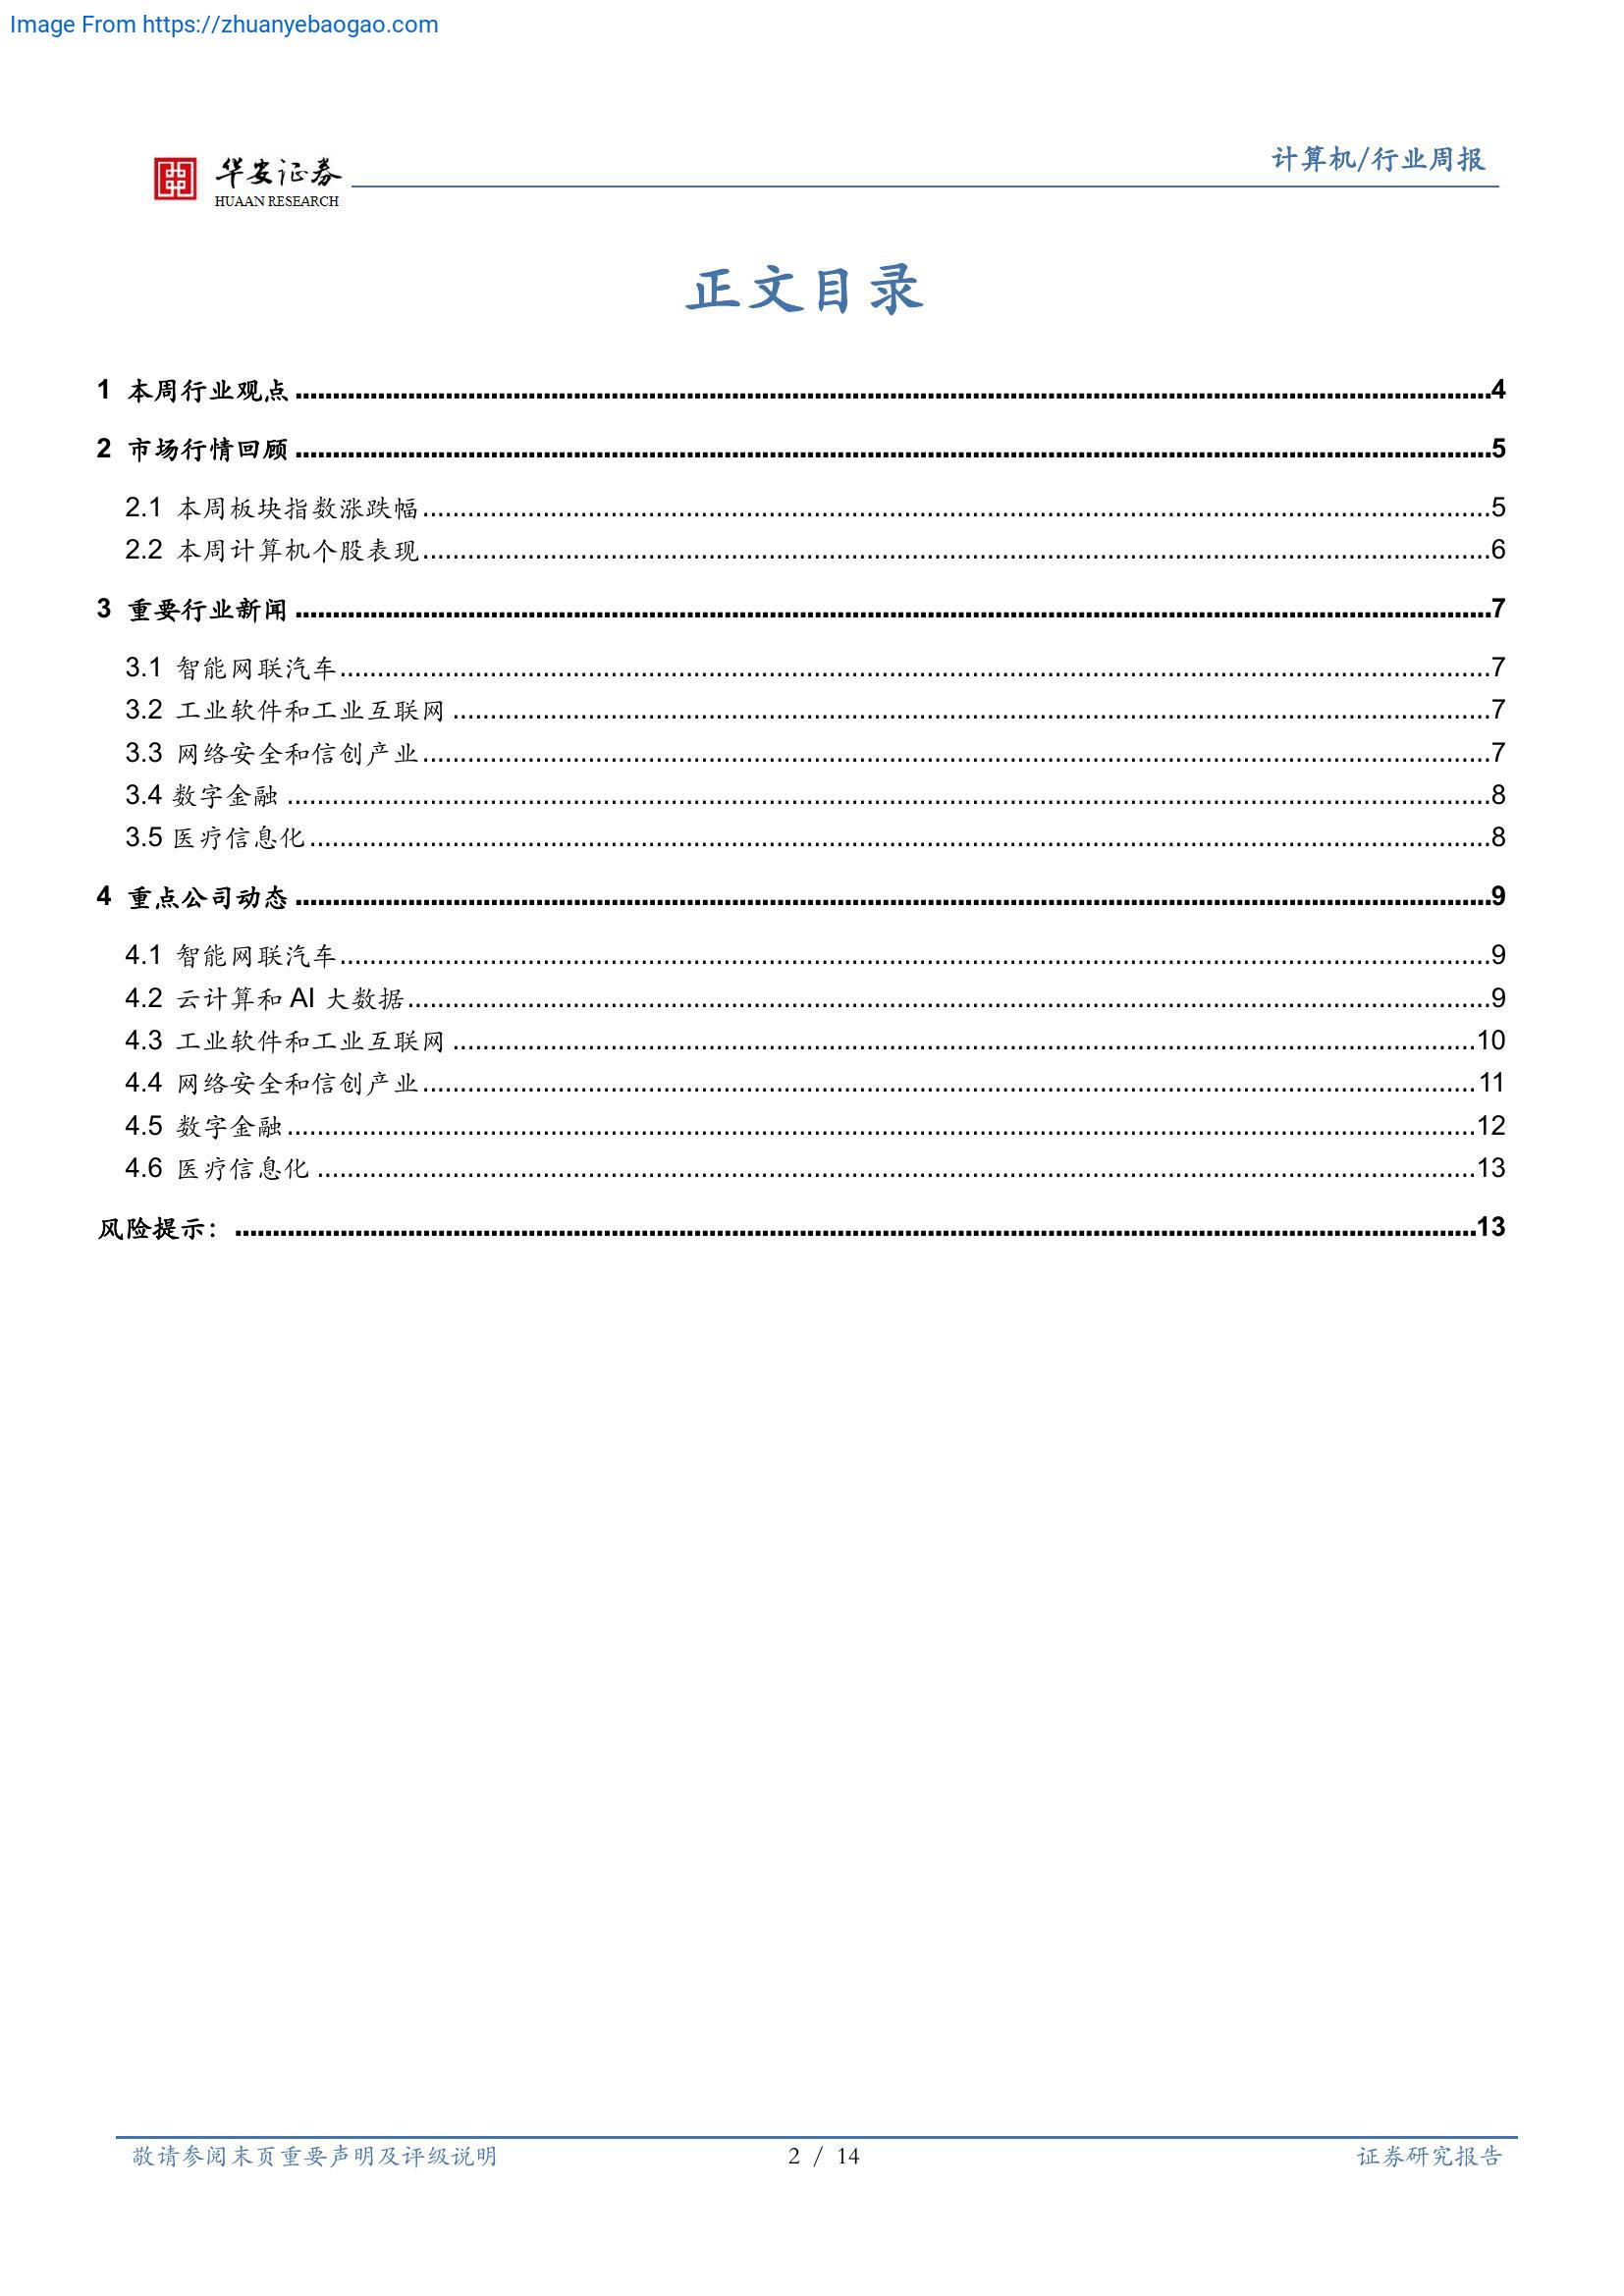 Image From https://zhuanyebaogao.com
华安证券
HUAAN RESEARCH
计算机/行业周报
正文目录
1 本周行业观点 ........................................ 4
2 市场行情回顾 ........................................ 5
2.1 本周板块指数涨跌幅 ........................................ 5
2.2 本周计算机个股表现 ........................................ 6
3 重要行业新闻 ........................................ 7
3.1 智能网联汽车 ........................................ 7
3.2 工业软件和工业互联网 ........................................ 7
3.3 网络安全和信创产业 ........................................ 7
3.4 数字金融 ........................................ 8
3.5 医疗信息化 ........................................ 8
4 重点公司动态 ........................................ 9
4.1 智能网联汽车 ........................................ 9
4.2 云计算和 AI 大数据 ........................................ 9
4.3 工业软件和工业互联网 ........................................ 10
4.4 网络安全和信创产业 ........................................ 11
4.5 数字金融 ........................................ 12
4.6 医疗信息化 ........................................ 13
风险提示： ........................................ 13
敬请参阅末页重要声明及评级说明
2 / 14
证券研究报告